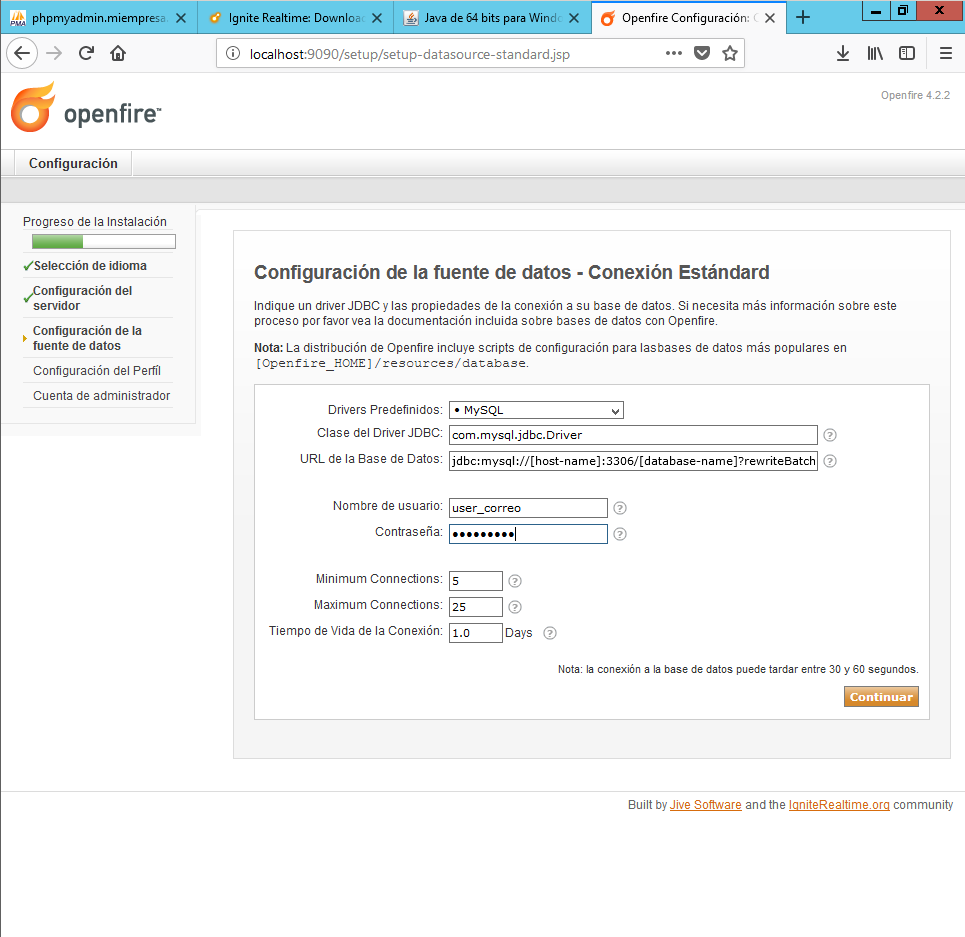 phpmyadmin.miempresa.
Ignite Realtime: Download
Java de 64 bits para Windo
Openfire Configuración: C
localhost:9090/setup/setup-datasource-standard.jsp
openfire™
Openfire 4.2.2
Configuración
Progreso de la Instalación
Selección de idioma
Configuración del
servidor
Configuración de la
fuente de datos
Configuración del Perfíl
Cuenta de administrador
Configuración de la fuente de datos - Conexión Estándard
Indique un driver JDBC y las propiedades de la conexión a su base de datos. Si necesita más información sobre este
proceso por favor vea la documentación incluida sobre bases de datos con Openfire.
Nota: La distribución de Openfire incluye scripts de configuración para lasbases de datos más populares en
[Openfire_HOME]/resources/database.
Drivers Predefinidos: • MySQL
Clase del Driver JDBC: com.mysql.jdbc.Driver ?
URL de la Base de Datos: jdbc:mysql://[host-name]:3306/[database-name]?rewriteBatch ?
Nombre de usuario: user_correo ?
Contraseña: ●●●●●●●●● ?
Minimum Connections: 5 ?
Maximum Connections: 25 ?
Tiempo de Vida de la Conexión: 1.0 Days ?
Nota: la conexión a la base de datos puede tardar entre 30 y 60 segundos.
Continuar
Built by Jive Software and the IgniteRealtime.org community